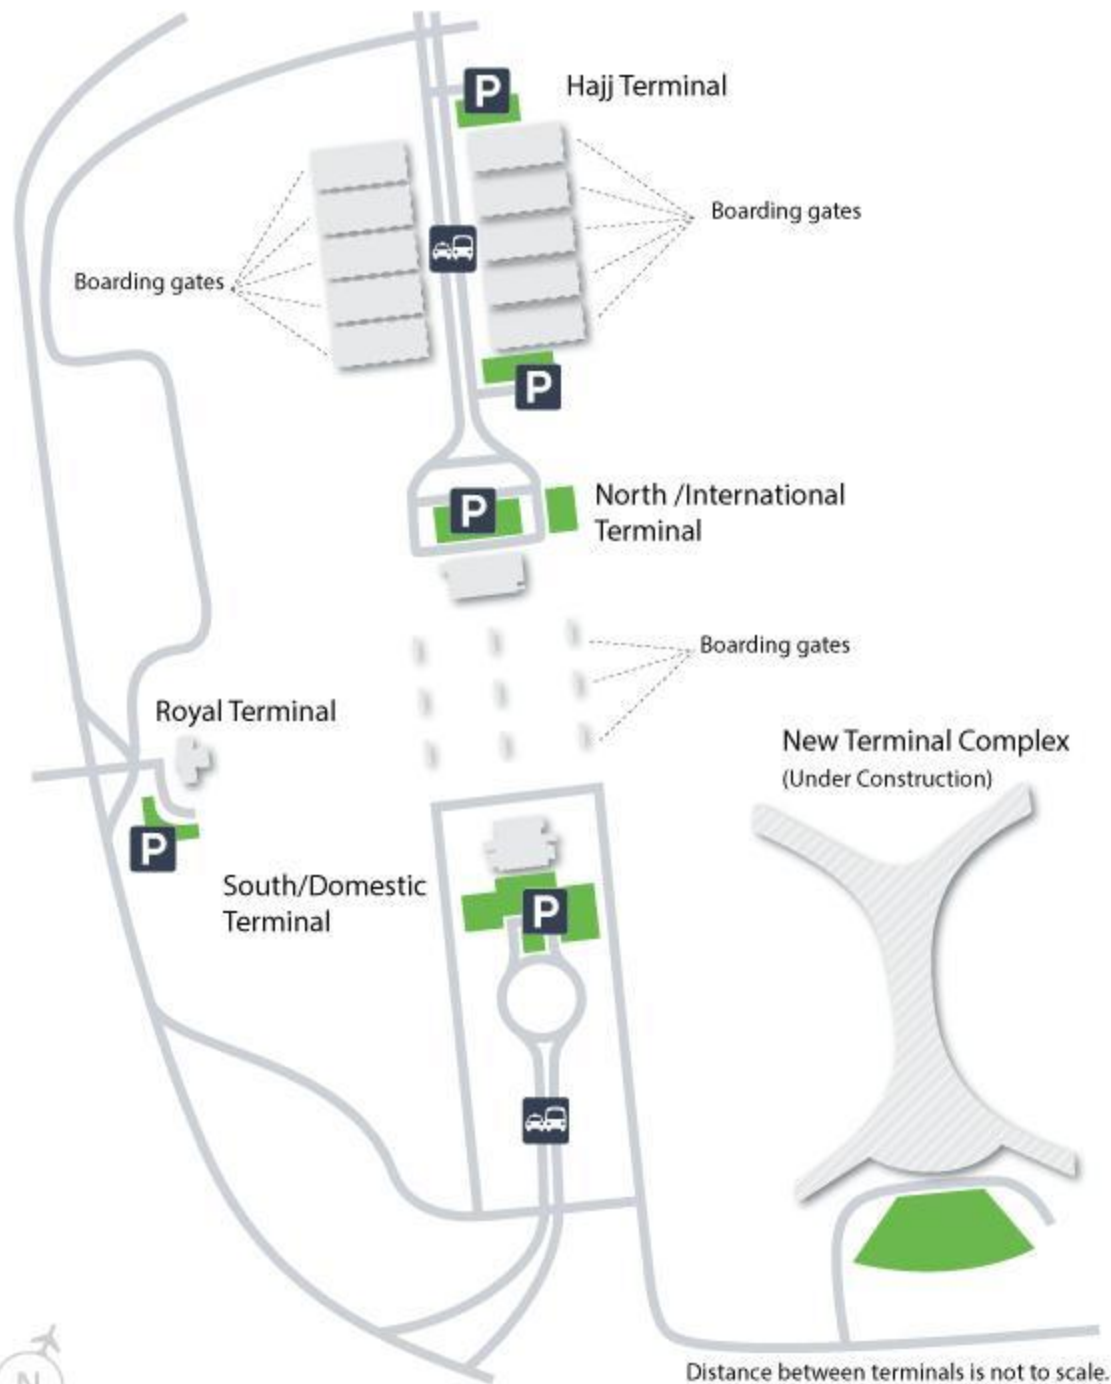 P
Hajj Terminal
Boarding gates
Boarding gates
P
North /International
Terminal
P
Boarding gates
Royal Terminal
New Terminal Complex
(Under Construction)
P
South/Domestic
Terminal
P
N
Distance between terminals is not to scale.